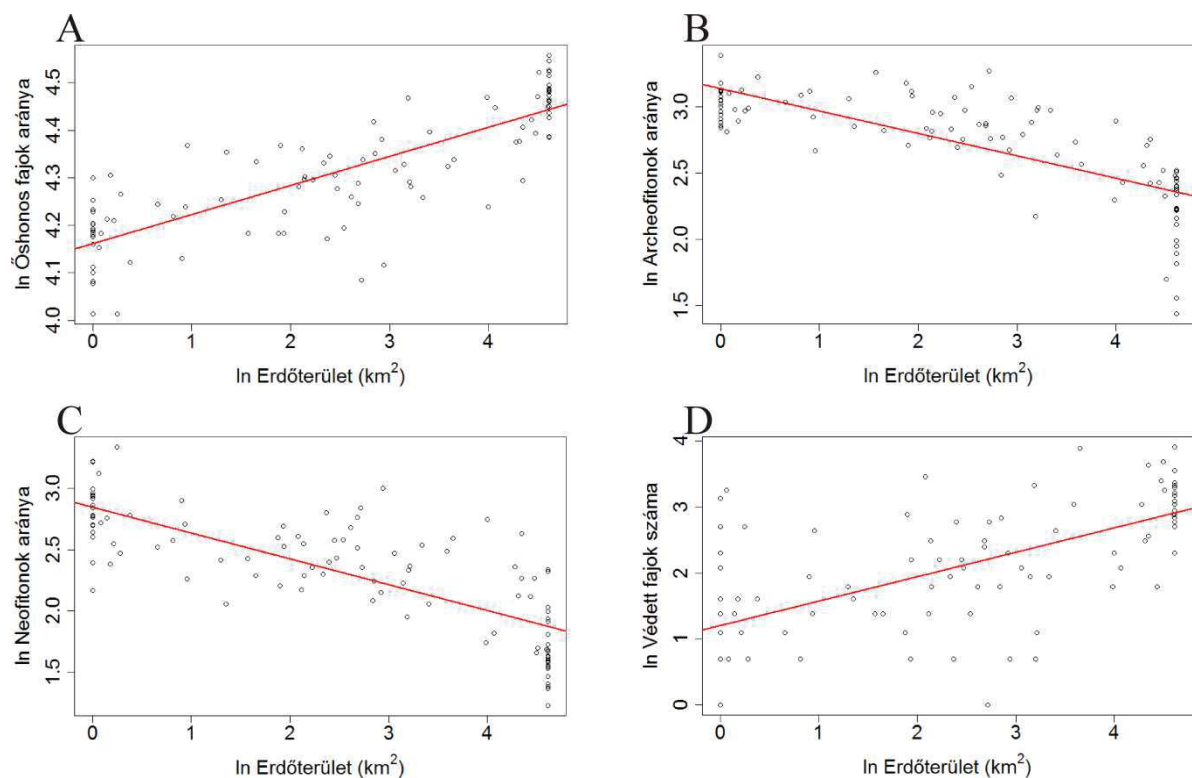 A
ln Őshonos fajok aránya
4.5
4.4
4.3
4.2
4.1
4.0
0 1 2 3 4
ln Erdőterület (km²)
B
ln Archeofitonok aránya
3.0
2.5
2.0
1.5
0 1 2 3 4
ln Erdőterület (km²)
C
ln Neofitonok aránya
3.0
2.5
2.0
1.5
0 1 2 3 4
ln Erdőterület (km²)
D
ln Védett fajok száma
4
3
2
1
0
0 1 2 3 4
ln Erdőterület (km²)